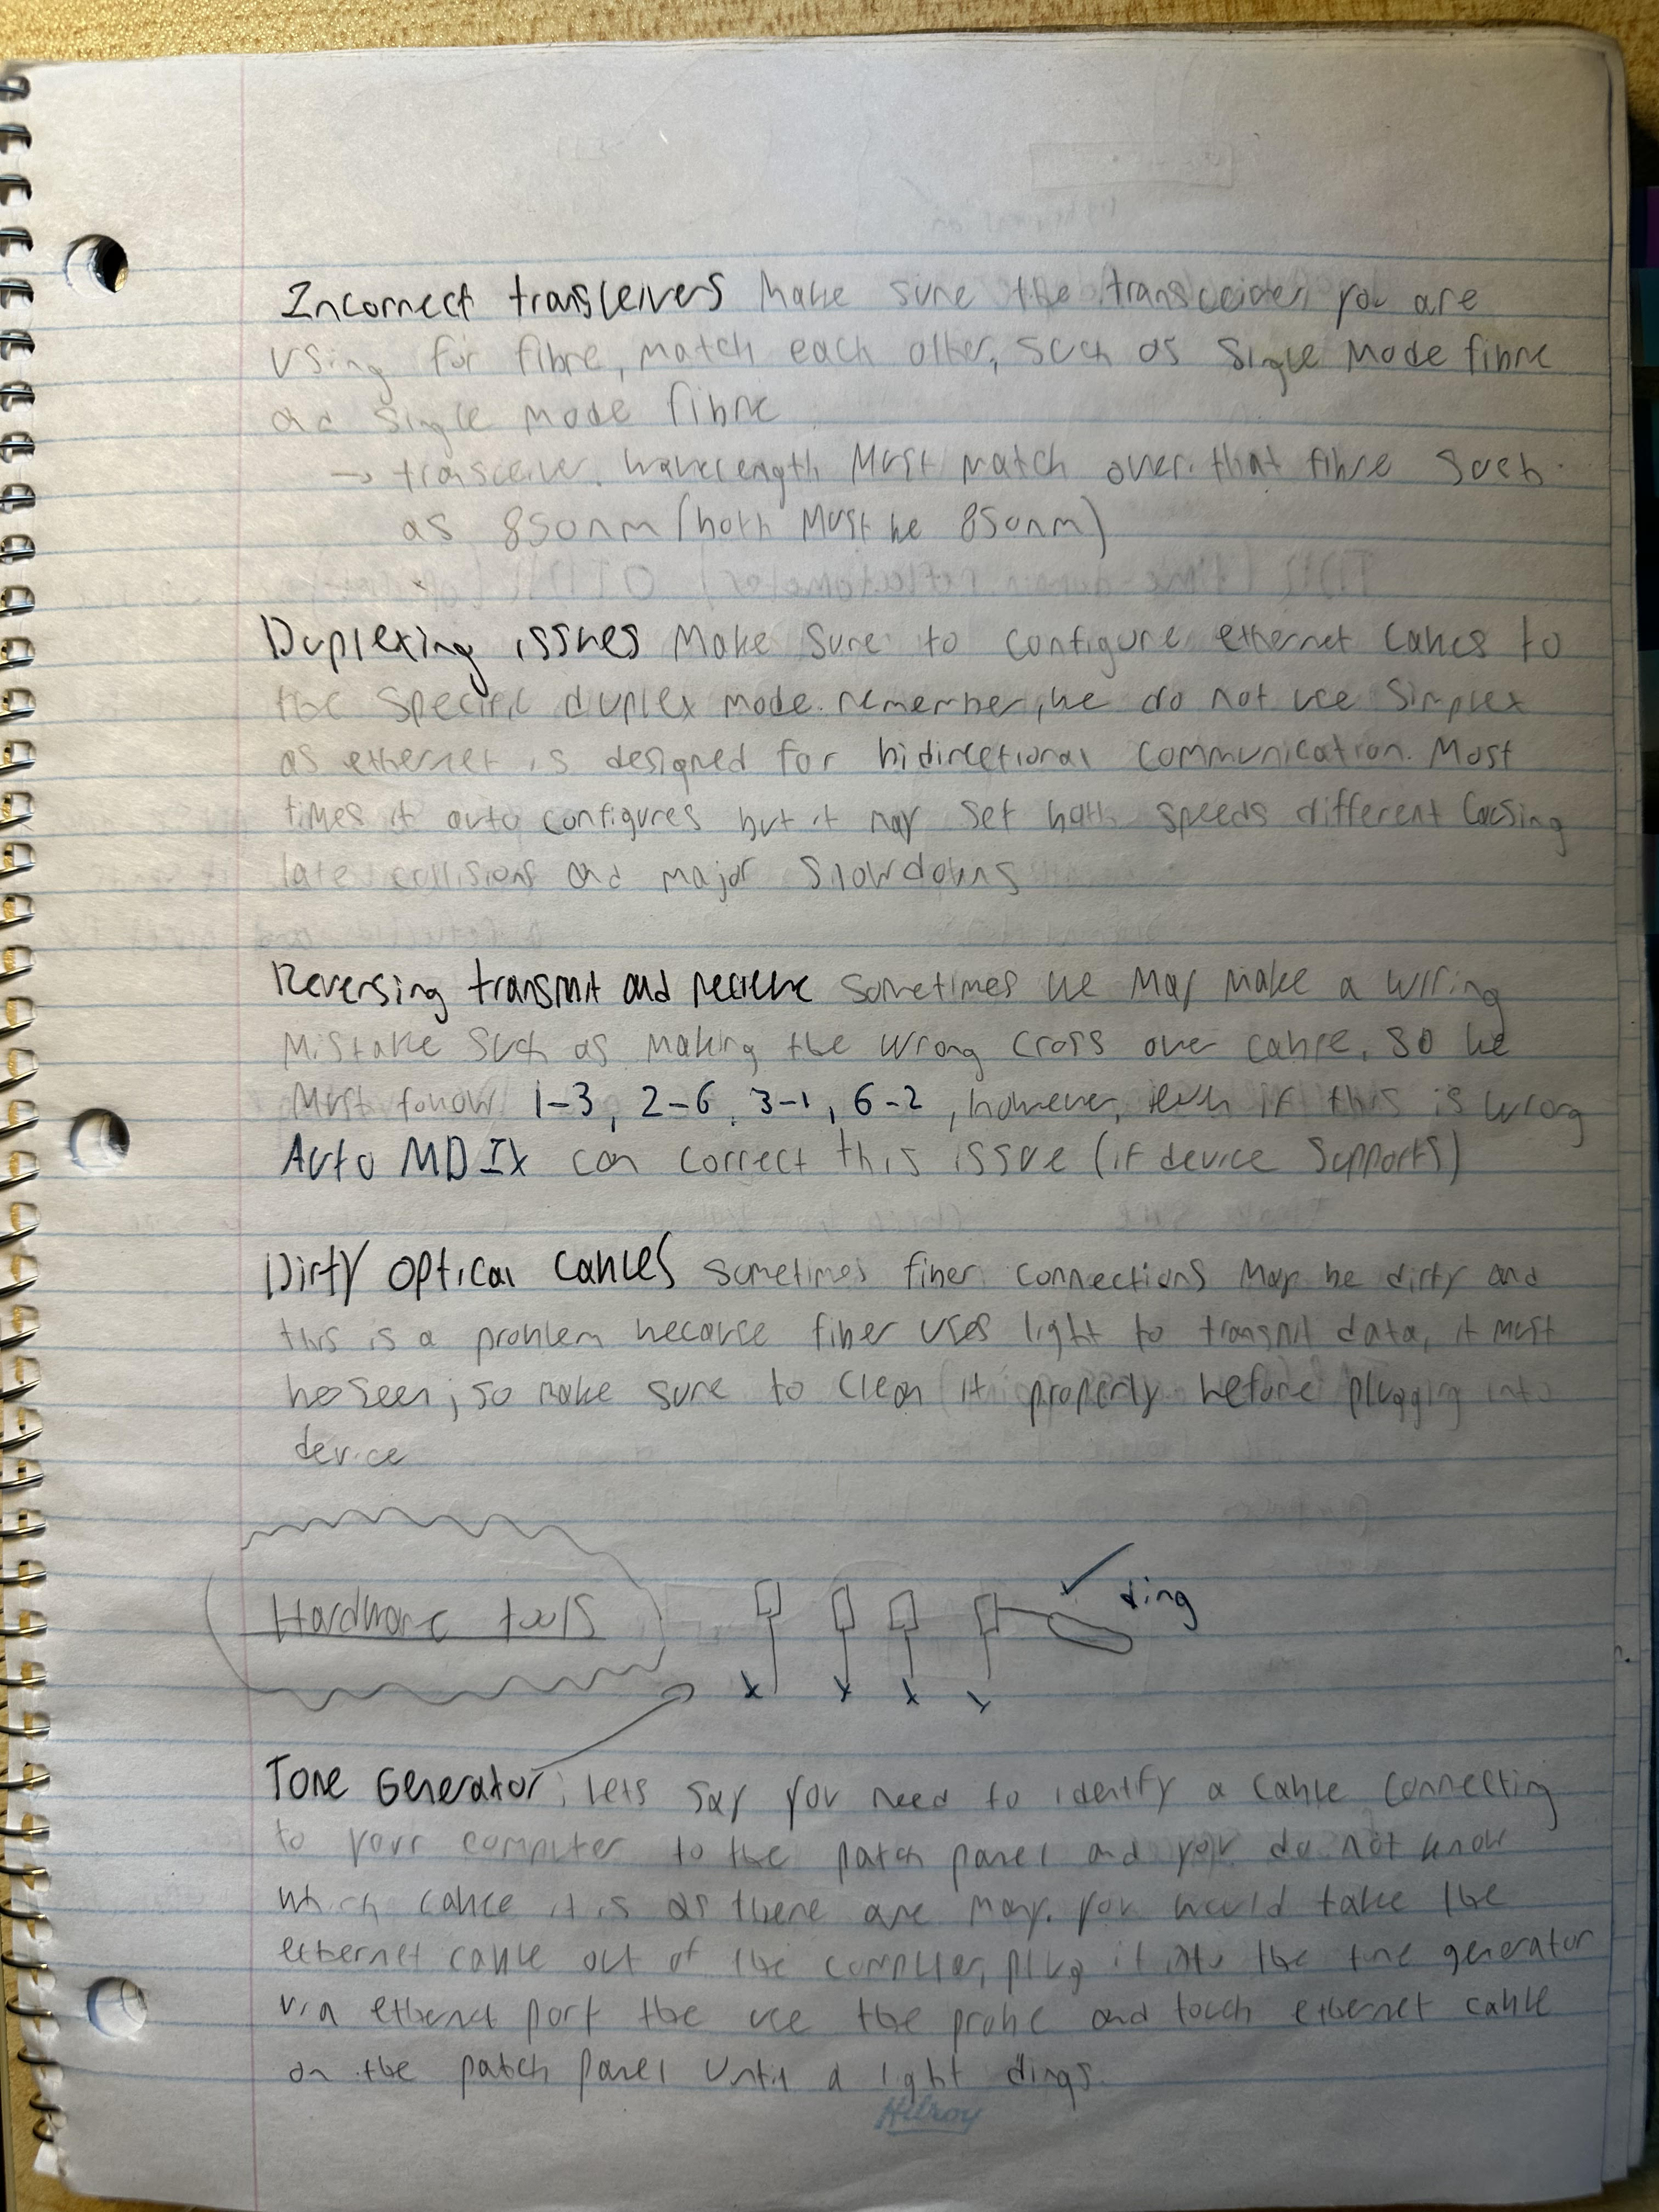 Incorrect transceivers Make sure the transceiver you are
using for fibre, match each other, such as single mode fibre
and single mode fibre
→ transceiver wavelength must match over that fibre such
as 850nm (both must be 850nm)
Duplexing issues Make sure to configure ethernet cables to
the specific duplex mode. remember, we do not use simplex
as ethernet is designed for bidirectional communication. Most
times it auto configures but it may set both speeds different causing
late collisions and major slowdowns
Reversing transmit and recieve sometimes we may make a wiring
mistake such as making the wrong cross over cable, so we
must follow 1-3, 2-6, 3-1, 6-2, however, even if this is wrong
Auto MDIX can correct this issue (if device supports)
Dirty optical cables sometimes fiber connections may be dirty and
this is a problem because fiber uses light to transmit data, it must
be seen, so make sure to clean it properly before plugging into
device
Hardware tools
ding
Tone Generator: lets say you need to identify a cable connecting
to your computer to the patch panel and you do not know
which cable it is as there are many. you would take the
ethernet cable out of the computer, plug it into the tone generator
via ethernet port the use the probe and touch ethernet cable
on the patch panel until a light dings.
Hilroy